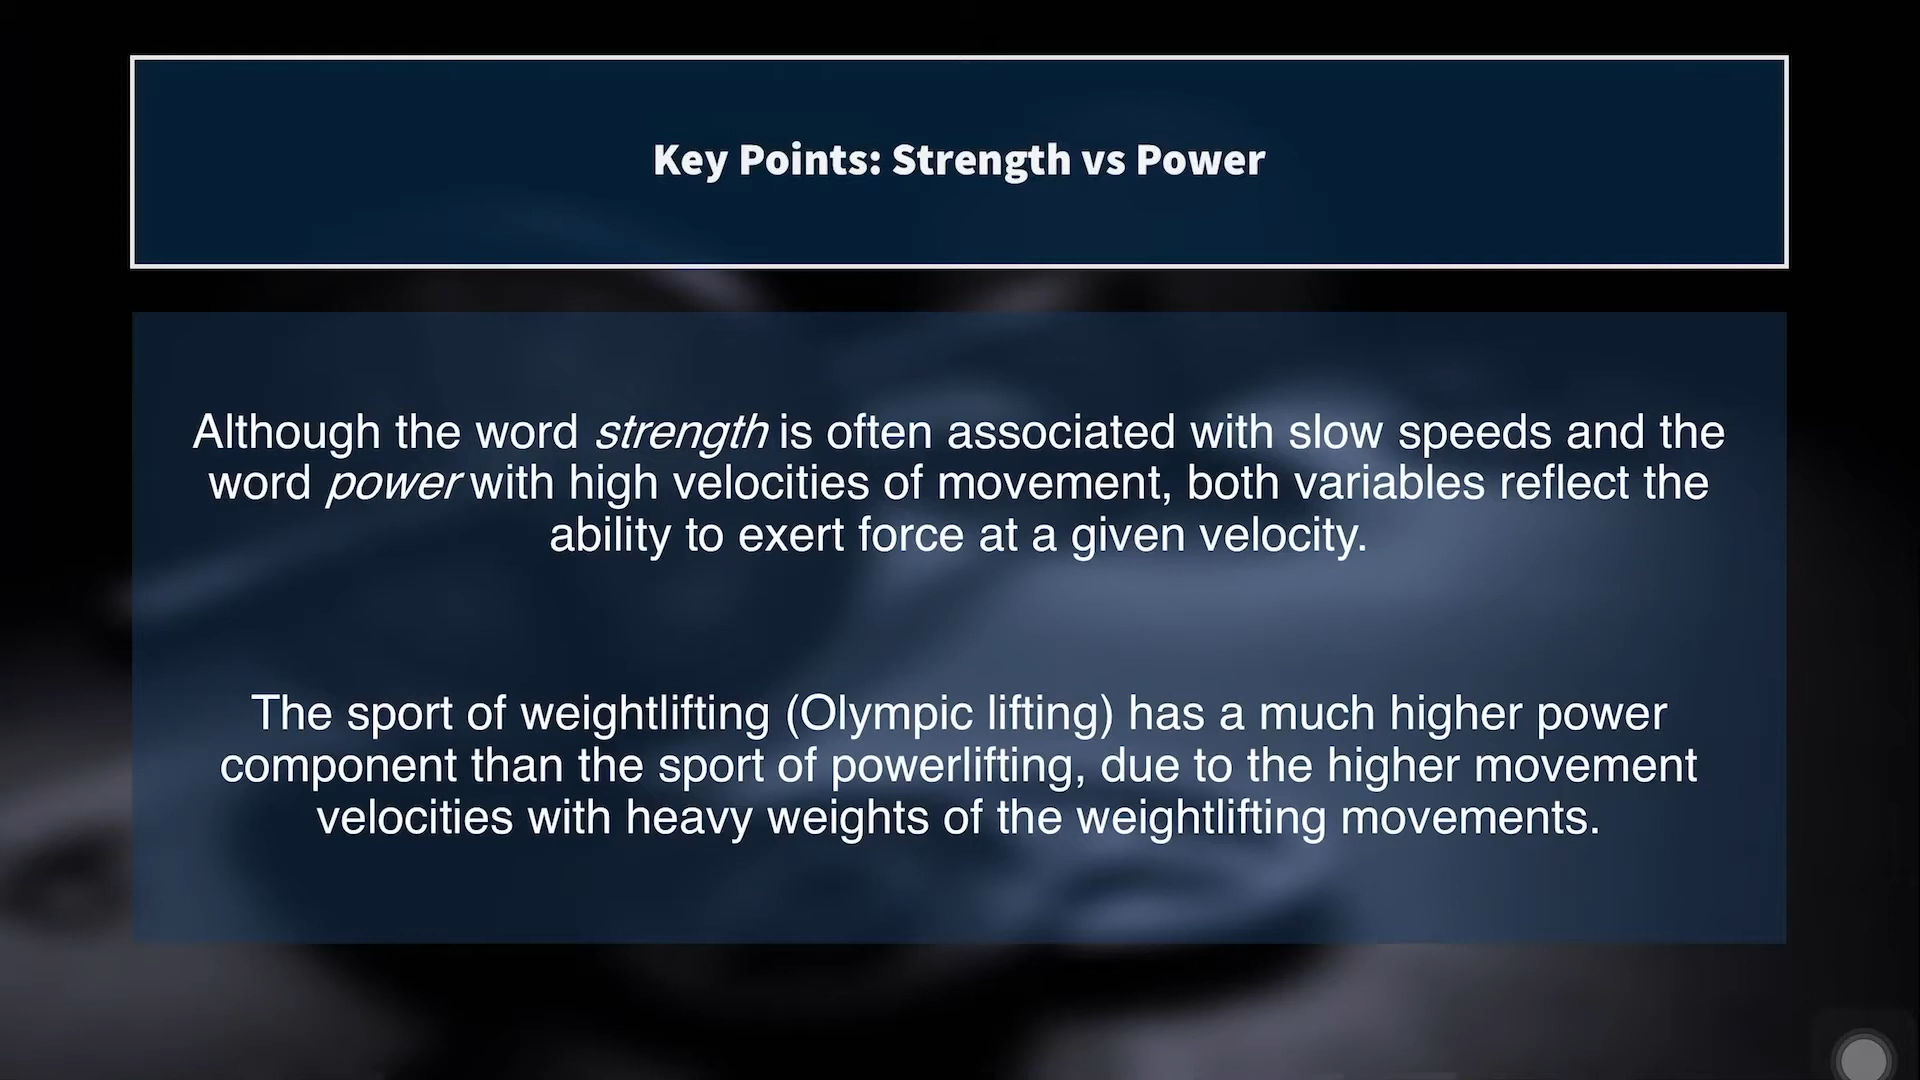 Key Points: Strength vs Power
Although the word strength is often associated with slow speeds and the
word power with high velocities of movement, both variables reflect the
ability to exert force at a given velocity.
The sport of weightlifting (Olympic lifting) has a much higher power
component than the sport of powerlifting, due to the higher movement
velocities with heavy weights of the weightlifting movements.